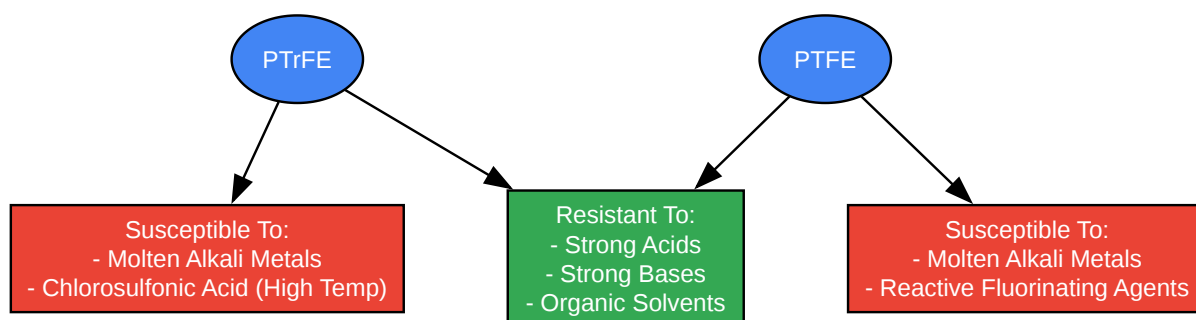 PTrFE
PTFE
Susceptible To:
- Molten Alkali Metals
- Chlorosulfonic Acid (High Temp)
Resistant To:
- Strong Acids
- Strong Bases
- Organic Solvents
Susceptible To:
- Molten Alkali Metals
- Reactive Fluorinating Agents